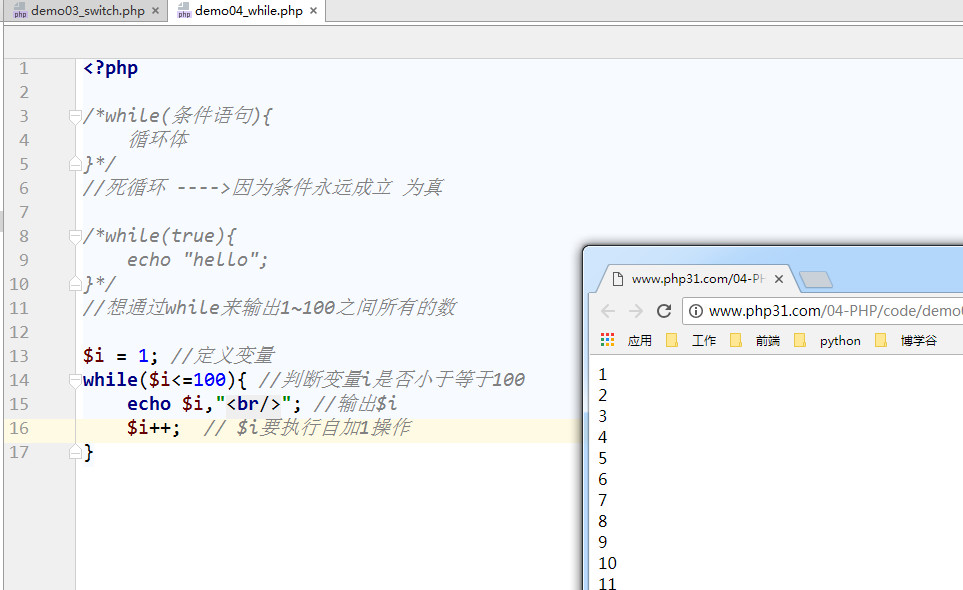 demo03_switch.php × demo04_while.php ×
1 <?php
2
3 /*while(条件语句){
4 循环体
5 }*/
6 //死循环 ---->因为条件永远成立 为真
7
8 /*while(true){
9 echo "hello";
10 }*/
11 //想通过while来输出1~100之间所有的数
12
13 $i = 1; //定义变量
14 while($i<=100){ //判断变量i是否小于等于100
15 echo $i,"<br/>"; //输出$i
16 $i++; // $i要执行自加1操作
17 }
www.php31.com/04-PH ×
www.php31.com/04-PHP/code/demo0
应用 工作 前端 python 博学谷
1
2
3
4
5
6
7
8
9
10
11